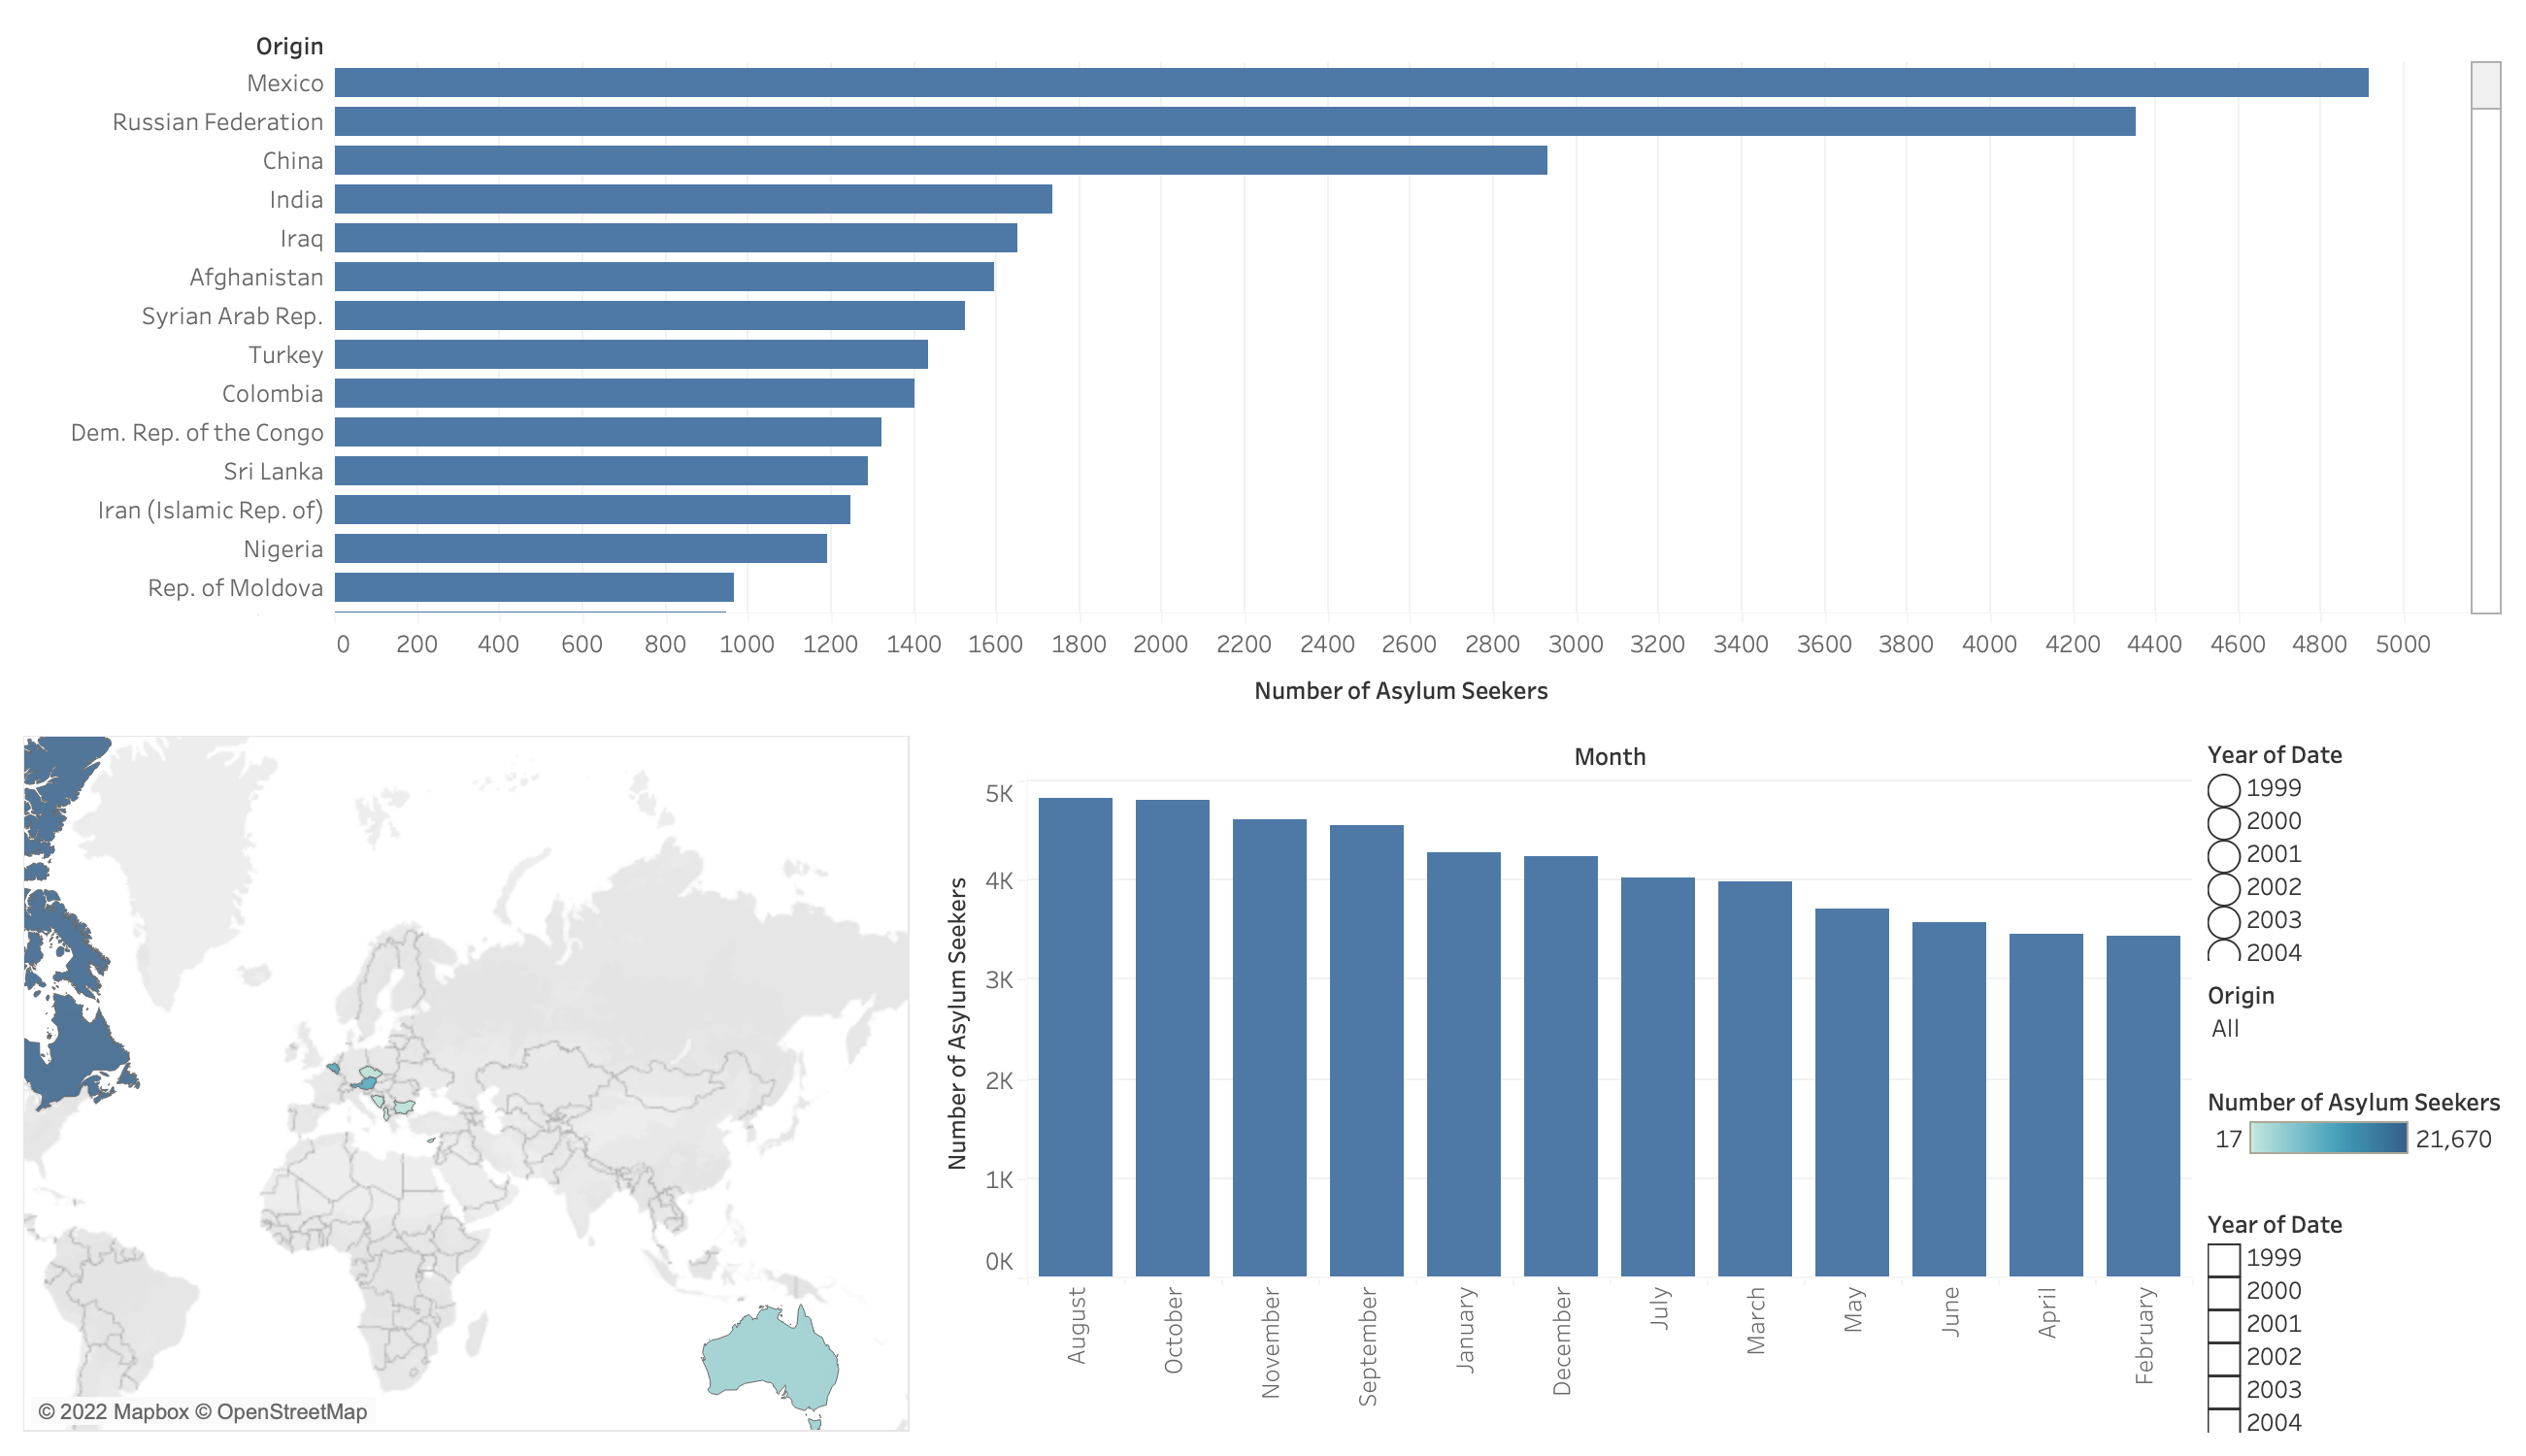 Origin
Mexico
Russian Federation
China
India
Iraq
Afghanistan
Syrian Arab Rep.
Turkey
Colombia
Dem. Rep. of the Congo
Sri Lanka
Iran (Islamic Rep. of)
Nigeria
Rep. of Moldova
0 200 400 600 800 1000 1200 1400 1600 1800 2000 2200 2400 2600 2800 3000 3200 3400 3600 3800 4000 4200 4400 4600 4800 5000
Number of Asylum Seekers
© 2022 Mapbox © OpenStreetMap
Month
Number of Asylum Seekers
5K
4K
3K
2K
1K
0K
August
October
November
September
January
December
July
March
May
June
April
February
Year of Date
1999
2000
2001
2002
2003
2004
Origin
All
Number of Asylum Seekers
17 21,670
Year of Date
1999
2000
2001
2002
2003
2004